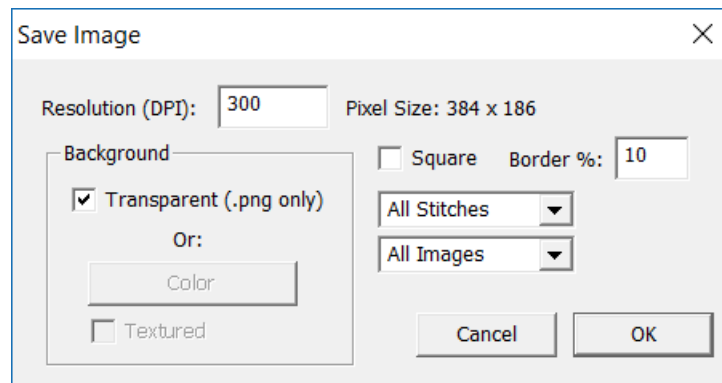 Save Image
Resolution (DPI): 300 Pixel Size: 384 x 186
Background
Square Border %: 10
Transparent (.png only)
All Stitches
Or:
All Images
Color
Textured
Cancel OK